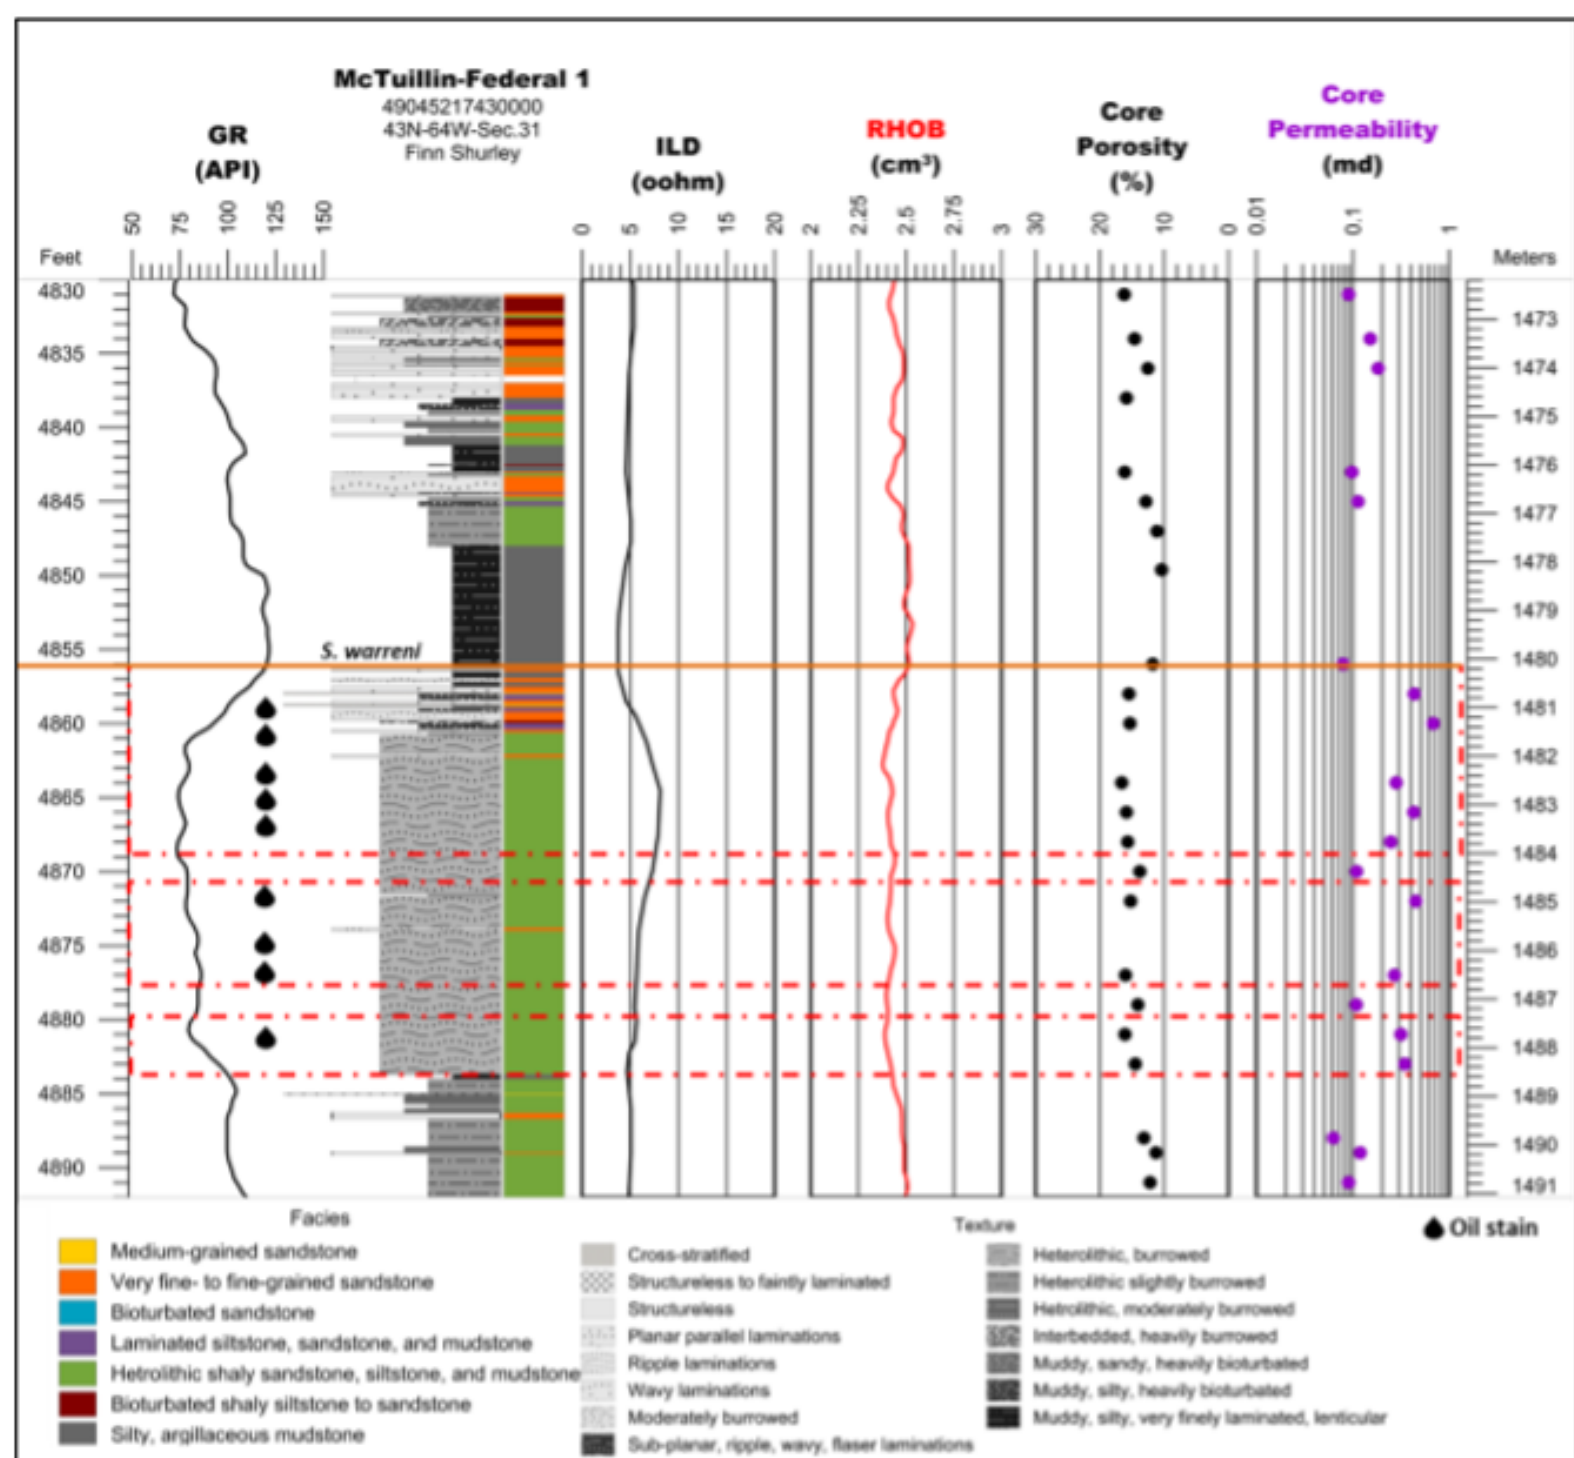 McTuillin-Federal 1
49045217430000
43N-64W-Sec.31
Finn Shurley
GR
(API)
ILD
(oohm)
RHOB
(cm³)
Core
Porosity
(%)
Core
Permeability
(md)
50 75 100 125 150
0 5 10 15 20
2 2.25 2.5 2.75 3
30 20 10 0
0.01 0.1 1
Feet
Meters
4830
4835
4840
4845
4850
4855
4860
4865
4870
4875
4880
4885
4890
S. warreni
1473
1474
1475
1476
1477
1478
1479
1480
1481
1482
1483
1484
1485
1486
1487
1488
1489
1490
1491
Facies
Medium-grained sandstone
Very fine- to fine-grained sandstone
Bioturbated sandstone
Laminated siltstone, sandstone, and mudstone
Hetrolithic shaly sandstone, siltstone, and mudstone
Bioturbated shaly siltstone to sandstone
Silty, argillaceous mudstone
Texture
Cross-stratified
Structureless to faintly laminated
Structureless
Planar parallel laminations
Ripple laminations
Wavy laminations
Moderately burrowed
Sub-planar, ripple, wavy, flaser laminations
Heterolithic, burrowed
Heterolithic slightly burrowed
Hetrolithic, moderately burrowed
Interbedded, heavily burrowed
Muddy, sandy, heavily bioturbated
Muddy, silty, heavily bioturbated
Muddy, silty, very finely laminated, lenticular
Oil stain